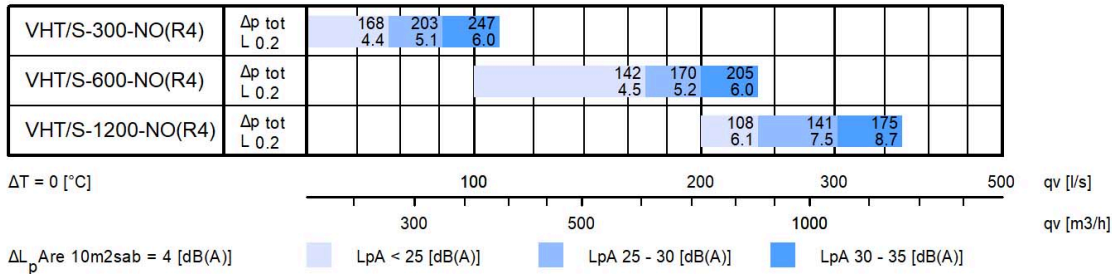 VHT/S-300-NO(R4) Δp tot 168 203 247
L 0.2 4.4 5.1 6.0
VHT/S-600-NO(R4) Δp tot 142 170 205
L 0.2 4.5 5.2 6.0
VHT/S-1200-NO(R4) Δp tot 108 141 175
L 0.2 6.1 7.5 8.7
ΔT = 0 [°C] 100 200 300 500 qv [l/s]
300 500 1000 qv [m3/h]
ΔLpAre 10m2sab = 4 [dB(A)] LpA < 25 [dB(A)] LpA 25 - 30 [dB(A)] LpA 30 - 35 [dB(A)]